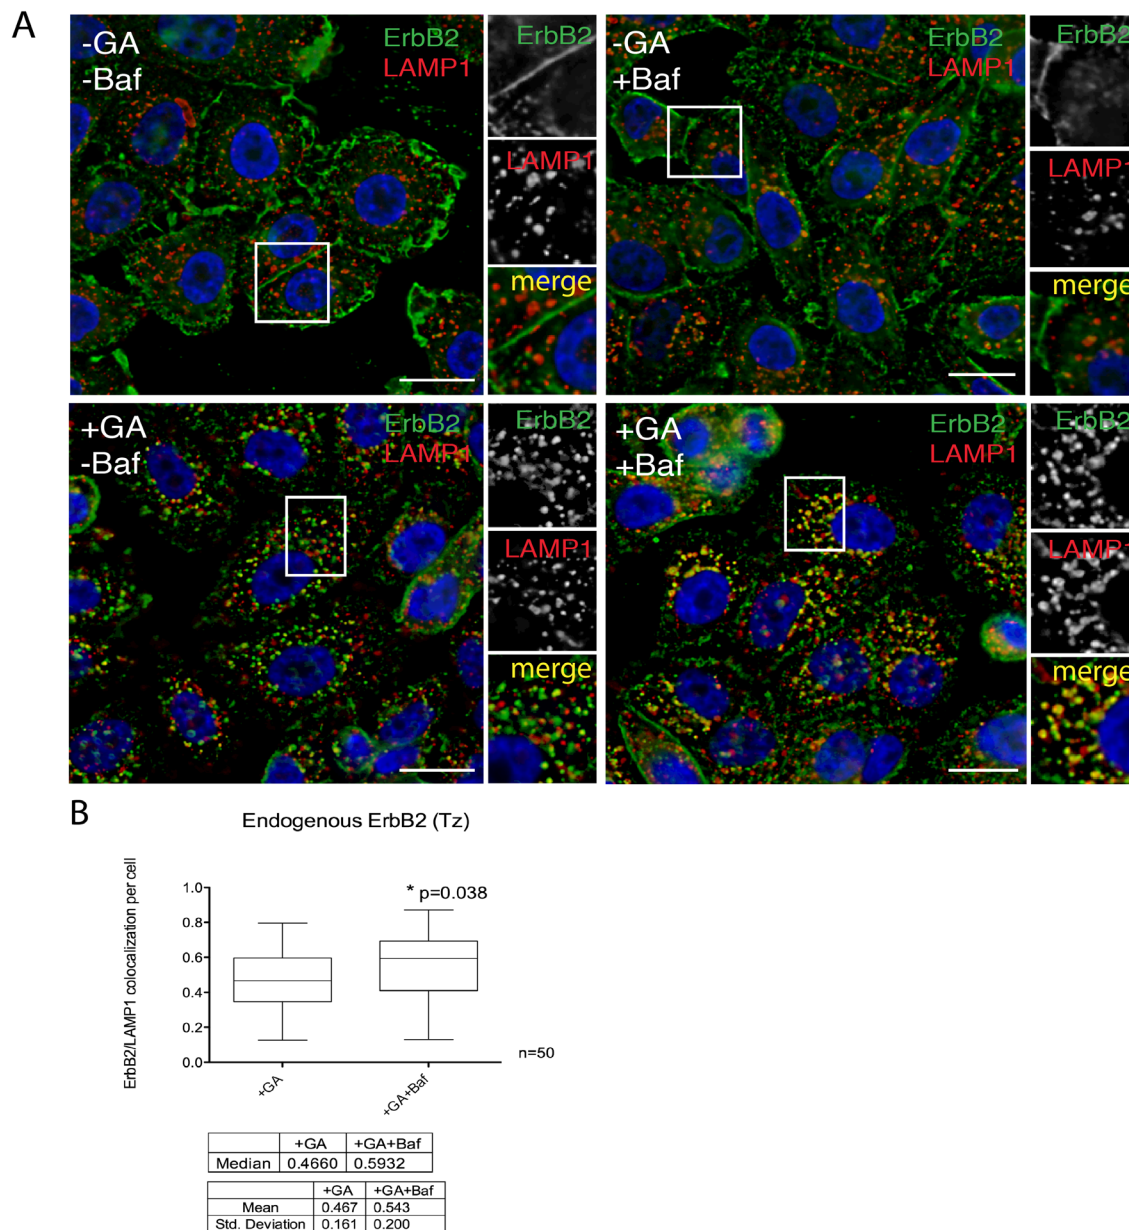 A
-GA
-Baf
ErbB2
LAMP1
ErbB2
LAMP1
merge
-GA
+Baf
ErbB2
LAMP1
ErbB2
LAMP1
merge
+GA
-Baf
ErbB2
LAMP1
ErbB2
LAMP1
merge
+GA
+Baf
ErbB2
LAMP1
ErbB2
LAMP1
merge
B
Endogenous ErbB2 (Tz)
ErbB2/LAMP1 colocalization per cell
1.0
0.8
0.6
0.4
0.2
0.0
* p=0.038
n=50
+GA
+GA+Baf
+GA +GA+Baf
Median 0.4660 0.5932
+GA +GA+Baf
Mean 0.467 0.543
Std. Deviation 0.161 0.200